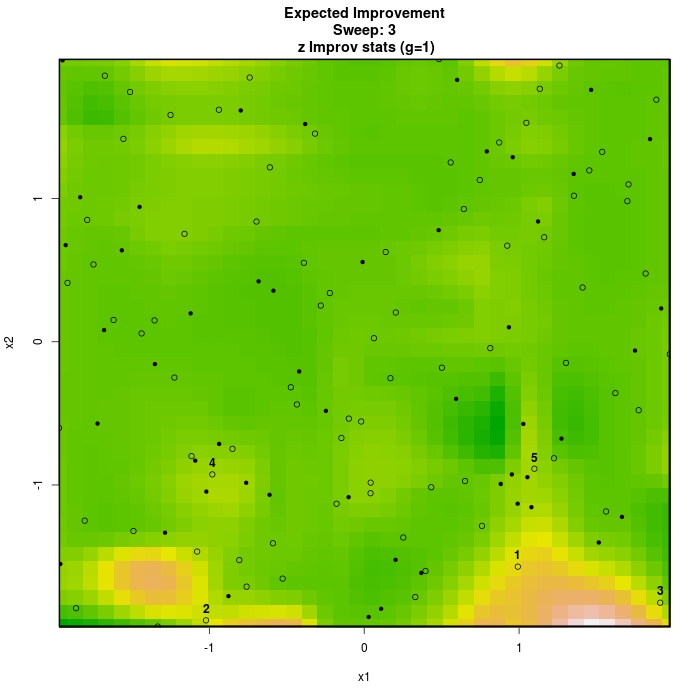 Expected Improvement
Sweep: 3
z Improv stats (g=1)
1
x2
0
4
5
-1
1
3
2
-1
0
1
x1